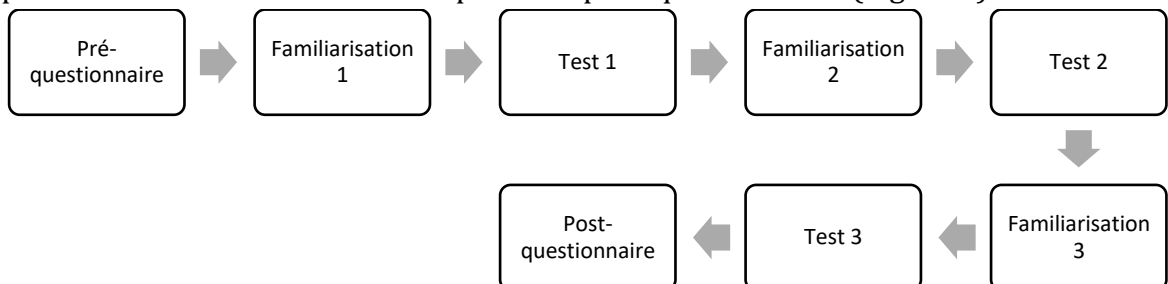 Pré-
questionnaire
Familiarisation
1
Test 1
Familiarisation
2
Test 2
Familiarisation
3
Test 3
Post-
questionnaire